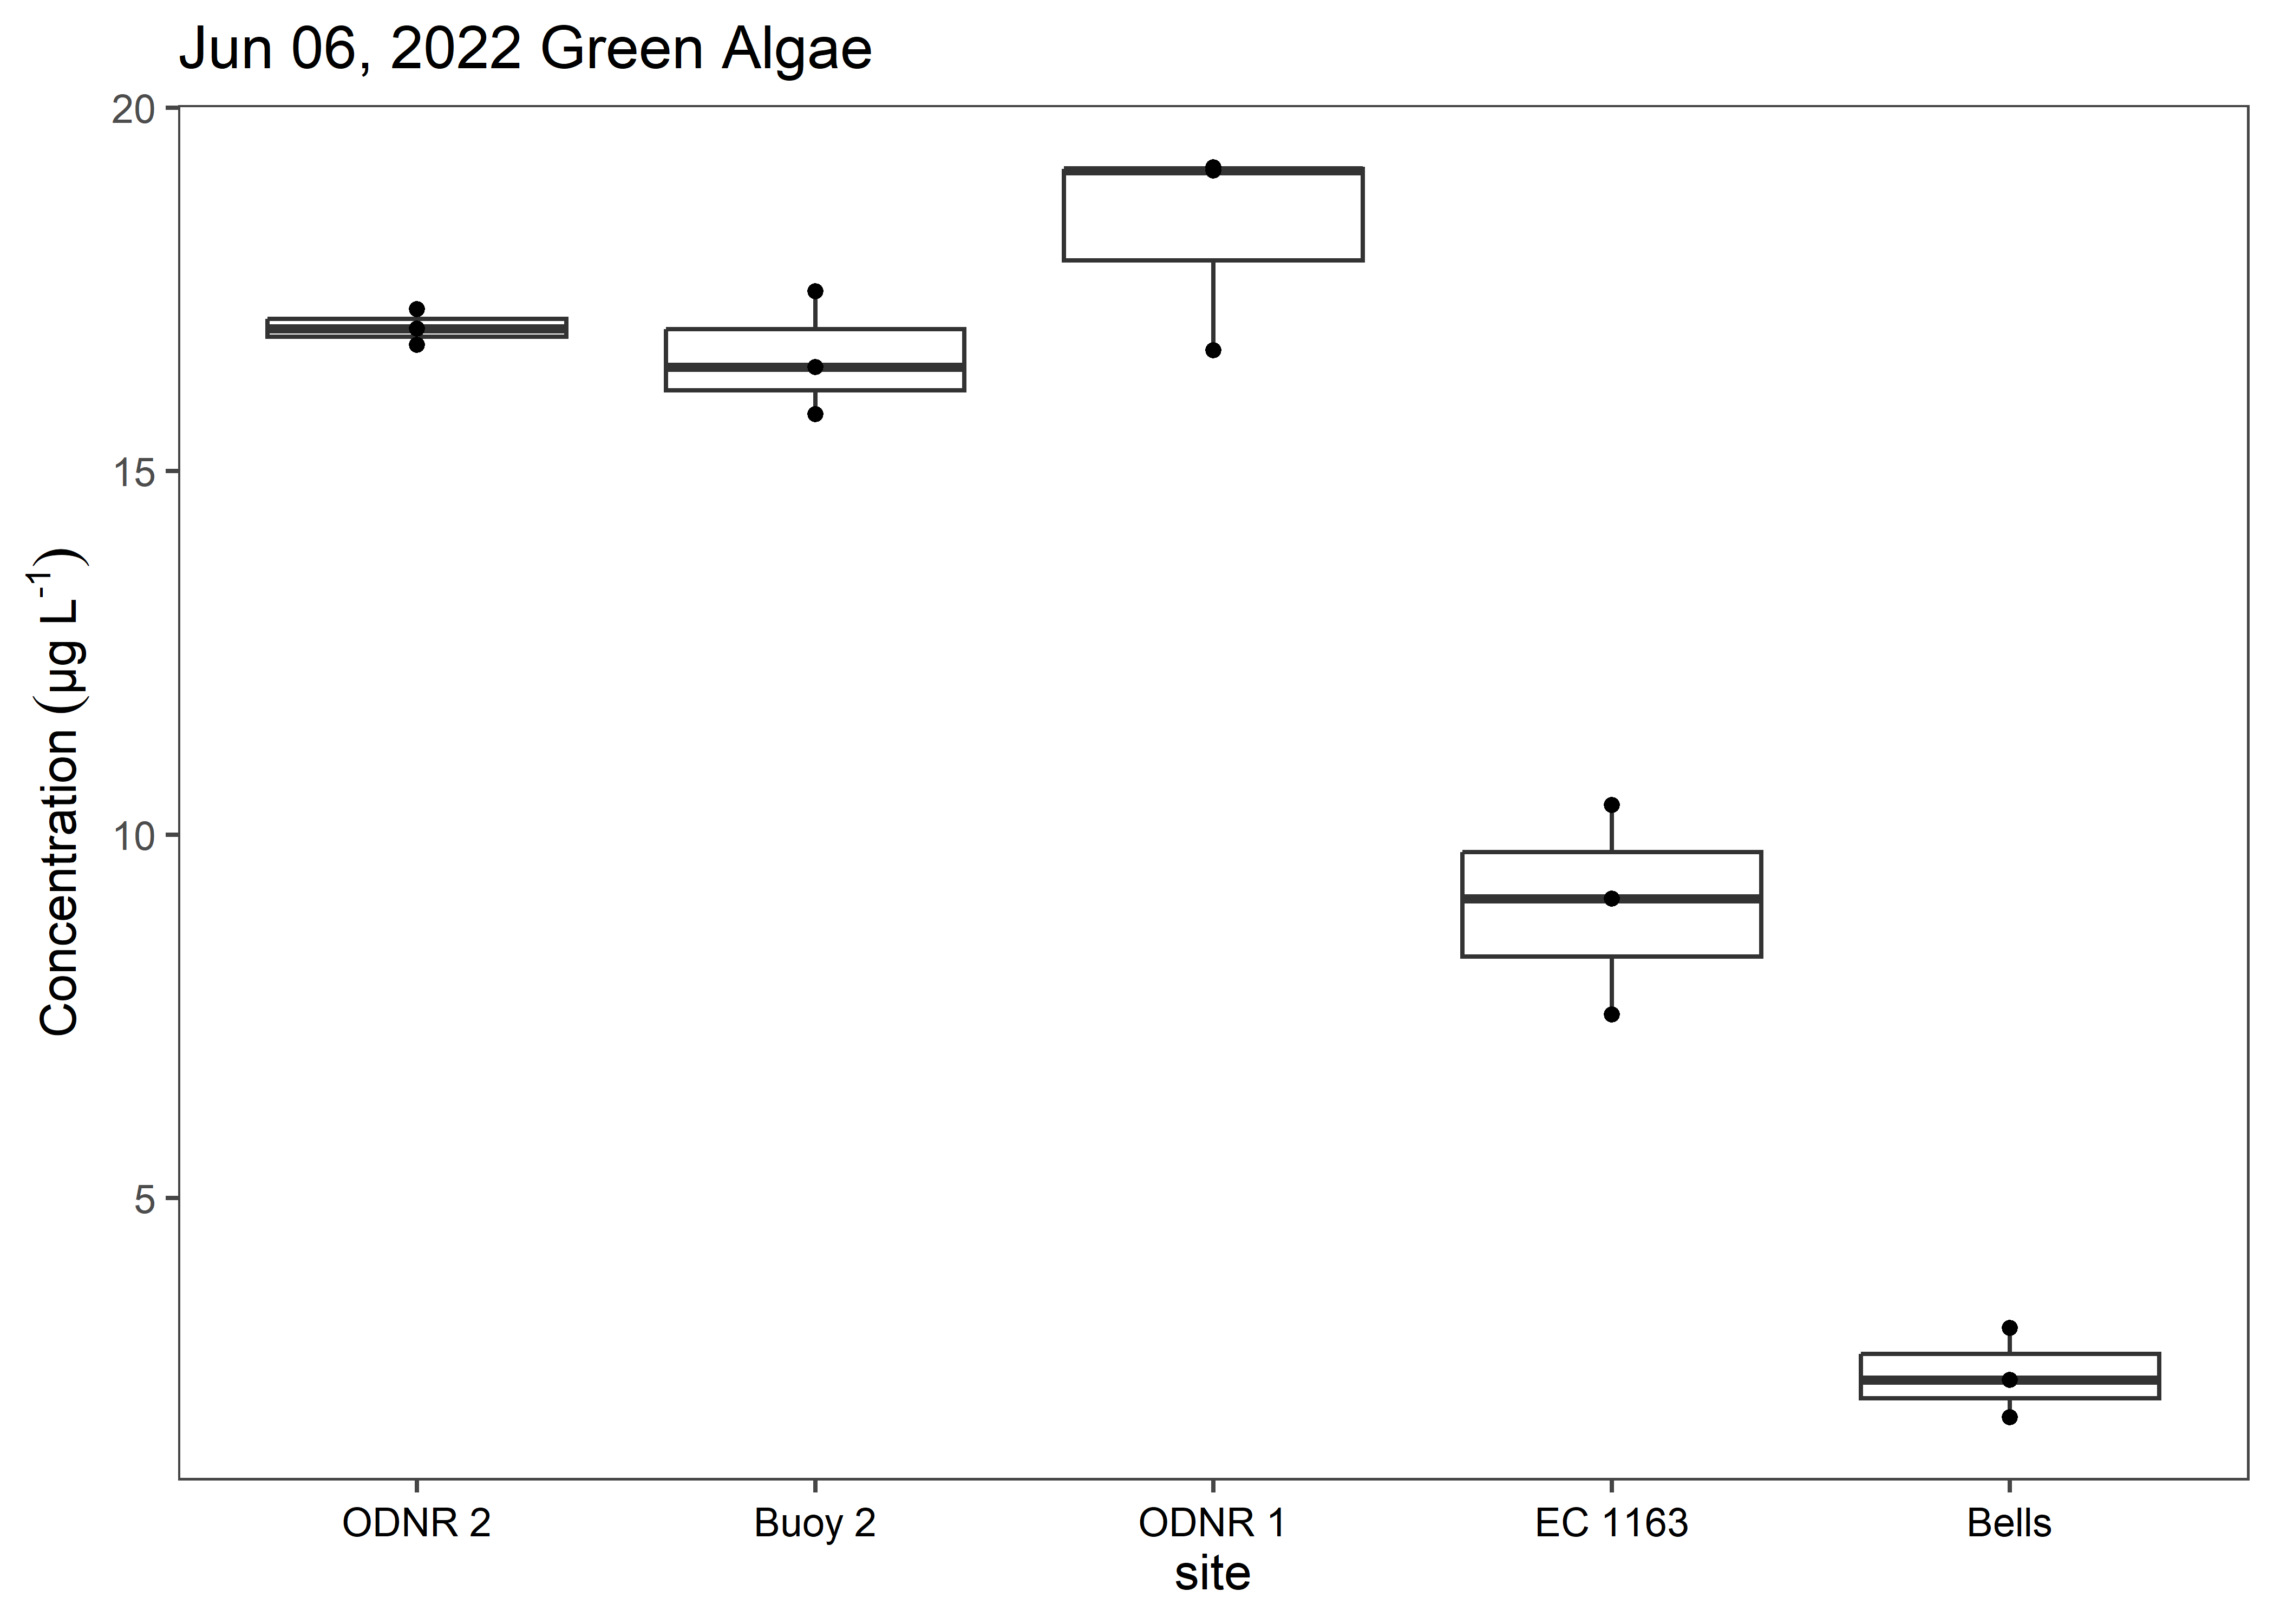 Jun 06, 2022 Green Algae
20
15
10
5
Concentration (µg L-1)
ODNR 2 Buoy 2 ODNR 1 EC 1163 Bells
site